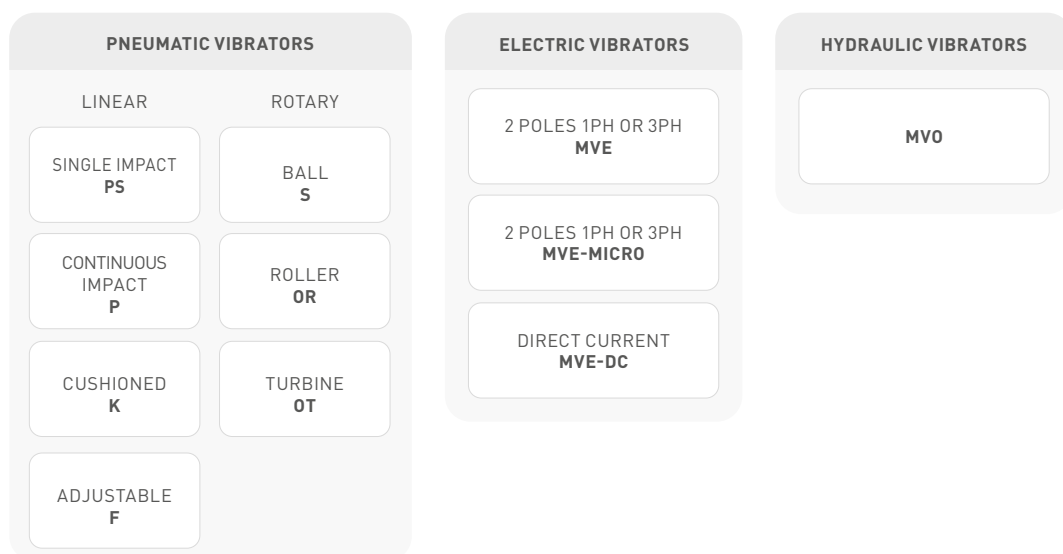 PNEUMATIC VIBRATORS
LINEAR
SINGLE IMPACT
PS
CONTINUOUS
IMPACT
P
CUSHIONED
K
ADJUSTABLE
F
ROTARY
BALL
S
ROLLER
OR
TURBINE
OT
ELECTRIC VIBRATORS
2 POLES 1PH OR 3PH
MVE
2 POLES 1PH OR 3PH
MVE-MICRO
DIRECT CURRENT
MVE-DC
HYDRAULIC VIBRATORS
MVO